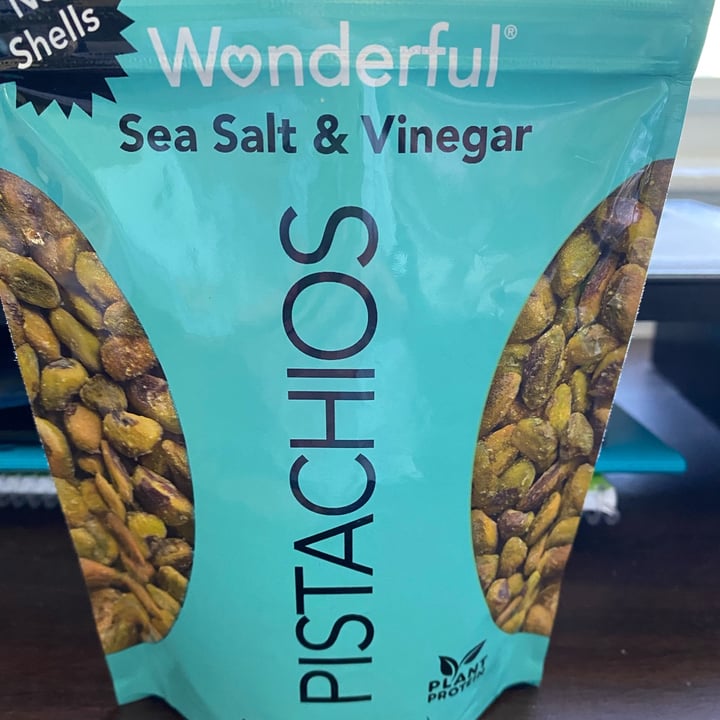 Shells
Wonderful®
Sea Salt & Vinegar
PISTACHIOS
PLANT
PROTEIN